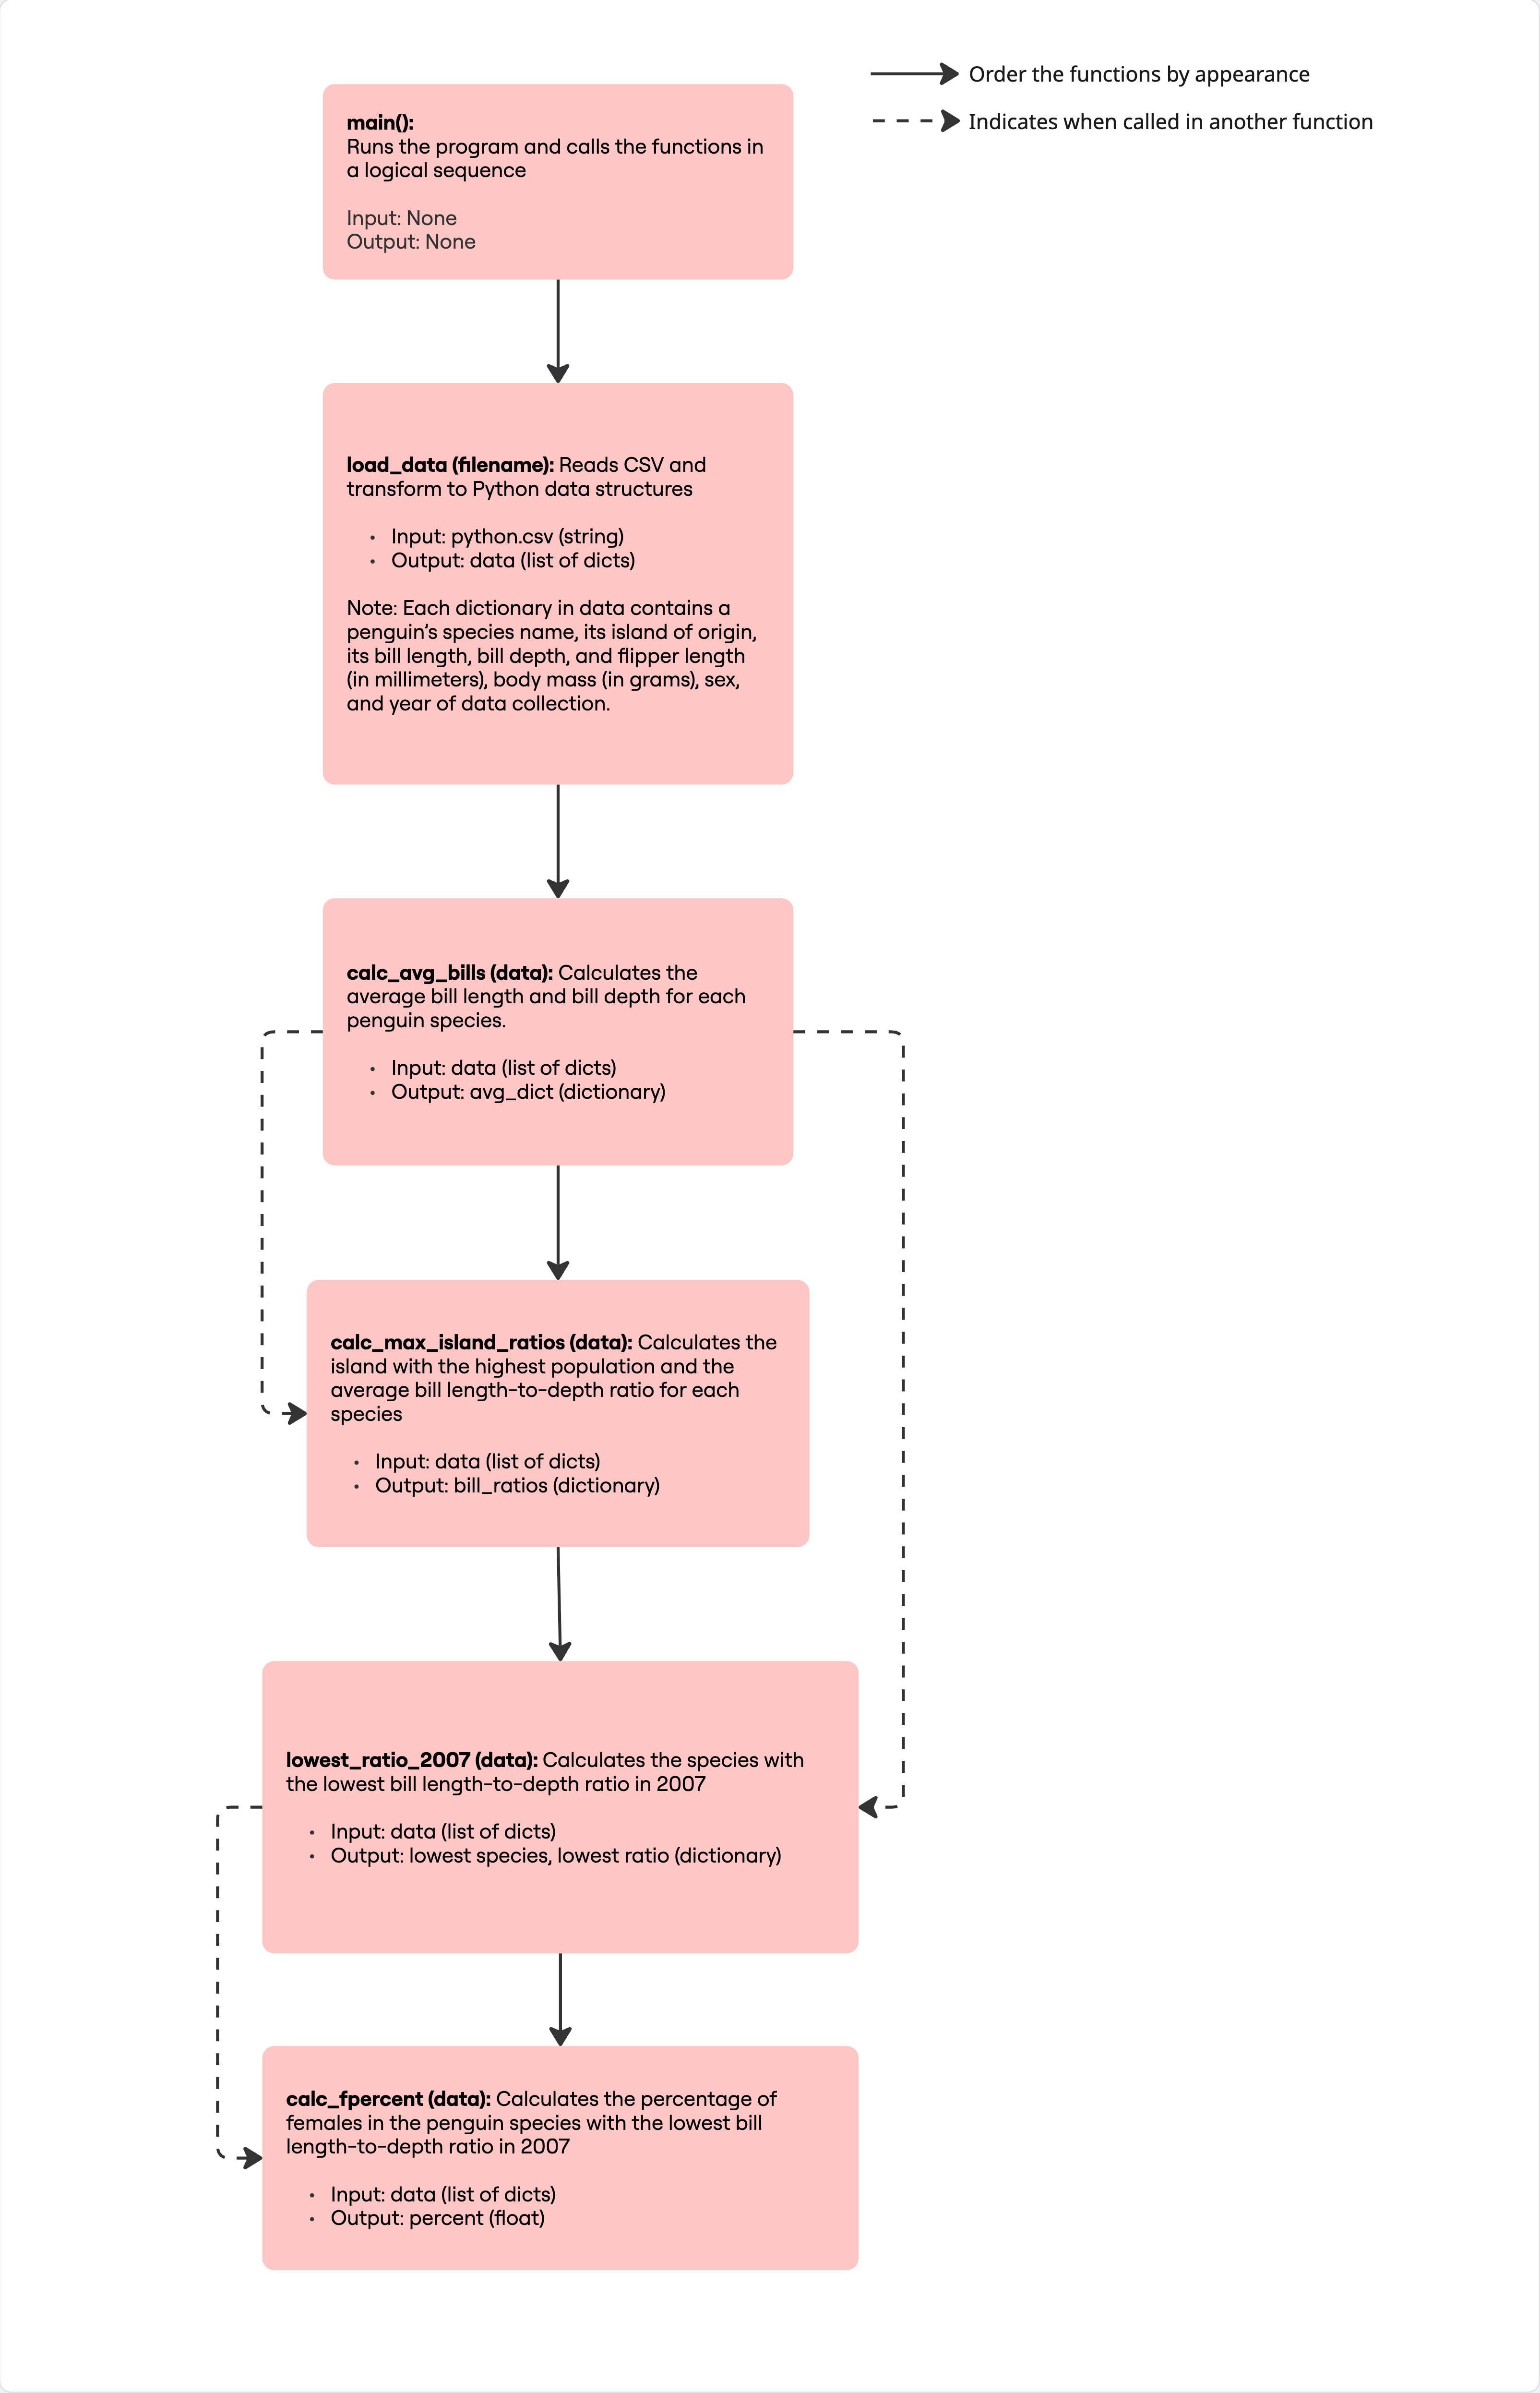 Order the functions by appearance
Indicates when called in another function
main():
Runs the program and calls the functions in
a logical sequence
Input: None
Output: None
load_data (filename): Reads CSV and
transform to Python data structures
• Input: python.csv (string)
• Output: data (list of dicts)
Note: Each dictionary in data contains a
penguin’s species name, its island of origin,
its bill length, bill depth, and flipper length
(in millimeters), body mass (in grams), sex,
and year of data collection.
calc_avg_bills (data): Calculates the
average bill length and bill depth for each
penguin species.
• Input: data (list of dicts)
• Output: avg_dict (dictionary)
calc_max_island_ratios (data): Calculates the
island with the highest population and the
average bill length-to-depth ratio for each
species
• Input: data (list of dicts)
• Output: bill_ratios (dictionary)
lowest_ratio_2007 (data): Calculates the species with
the lowest bill length-to-depth ratio in 2007
• Input: data (list of dicts)
• Output: lowest species, lowest ratio (dictionary)
calc_fpercent (data): Calculates the percentage of
females in the penguin species with the lowest bill
length-to-depth ratio in 2007
• Input: data (list of dicts)
• Output: percent (float)